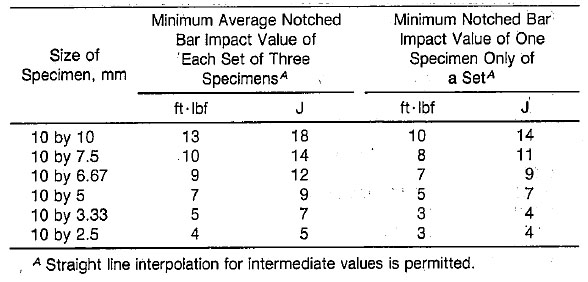 Size of Specimen, mm | Minimum Average Notched Bar Impact Value of Each Set of Three Specimens^A | Minimum Notched Bar Impact Value of One Specimen Only of a Set^A
ft·lbf | J | ft·lbf | J
10 by 10 | 13 | 18 | 10 | 14
10 by 7.5 | 10 | 14 | 8 | 11
10 by 6.67 | 9 | 12 | 7 | 9
10 by 5 | 7 | 9 | 5 | 7
10 by 3.33 | 5 | 7 | 3 | 4
10 by 2.5 | 4 | 5 | 3 | 4
^A Straight line interpolation for intermediate values is permitted.